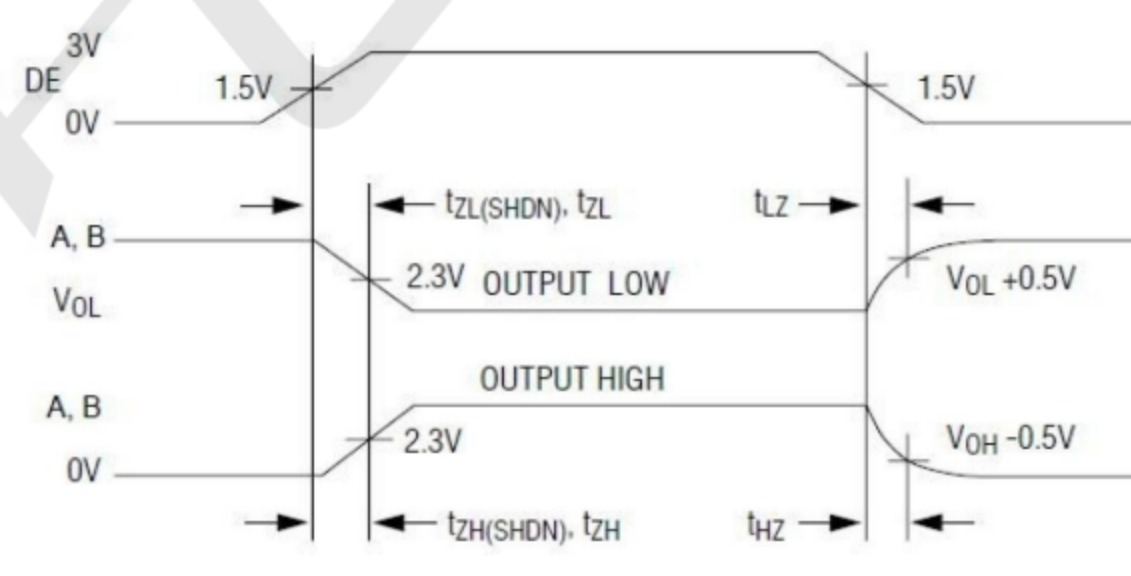 3V
DE
1.5V
1.5V
0V
tZL(SHDN), tZL
tLZ
A, B
2.3V
OUTPUT LOW
VOL +0.5V
VOL
OUTPUT HIGH
A, B
2.3V
VOH -0.5V
0V
tZH(SHDN), tZH
tHZ